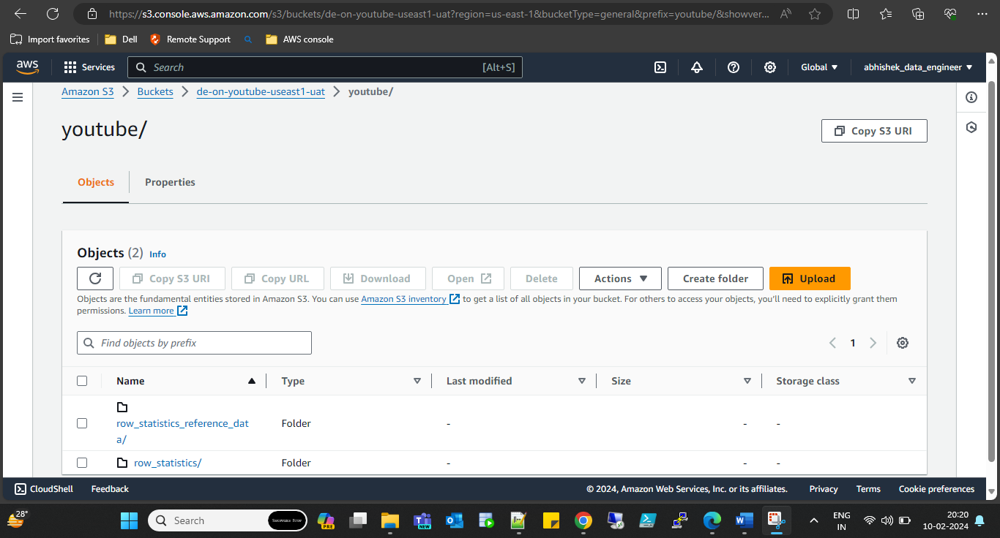 https://s3.console.aws.amazon.com/s3/buckets/de-on-youtube-useast1-uat?region=us-east-1&bucketType=general&prefix=youtube/&showver...
Import favorites
Dell
Remote Support
AWS console
aws
Services
Search
[Alt+S]
Global
abhishek_data_engineer
Amazon S3
Buckets
de-on-youtube-useast1-uat
youtube/
youtube/
Copy S3 URI
Objects
Properties
Objects (2) Info
Copy S3 URI
Copy URL
Download
Open
Delete
Actions
Create folder
Upload
Objects are the fundamental entities stored in Amazon S3. You can use Amazon S3 inventory to get a list of all objects in your bucket. For others to access your objects, you'll need to explicitly grant them
permissions. Learn more
Find objects by prefix
1
Name
Type
Last modified
Size
Storage class
row_statistics_reference_dat
a/
Folder
-
-
-
row_statistics/
Folder
-
-
-
CloudShell
Feedback
© 2024, Amazon Web Services, Inc. or its affiliates.
Privacy
Terms
Cookie preferences
28°
Search
SHOPPERS STOP
PRE
NEW
ENG
IN
20:20
10-02-2024